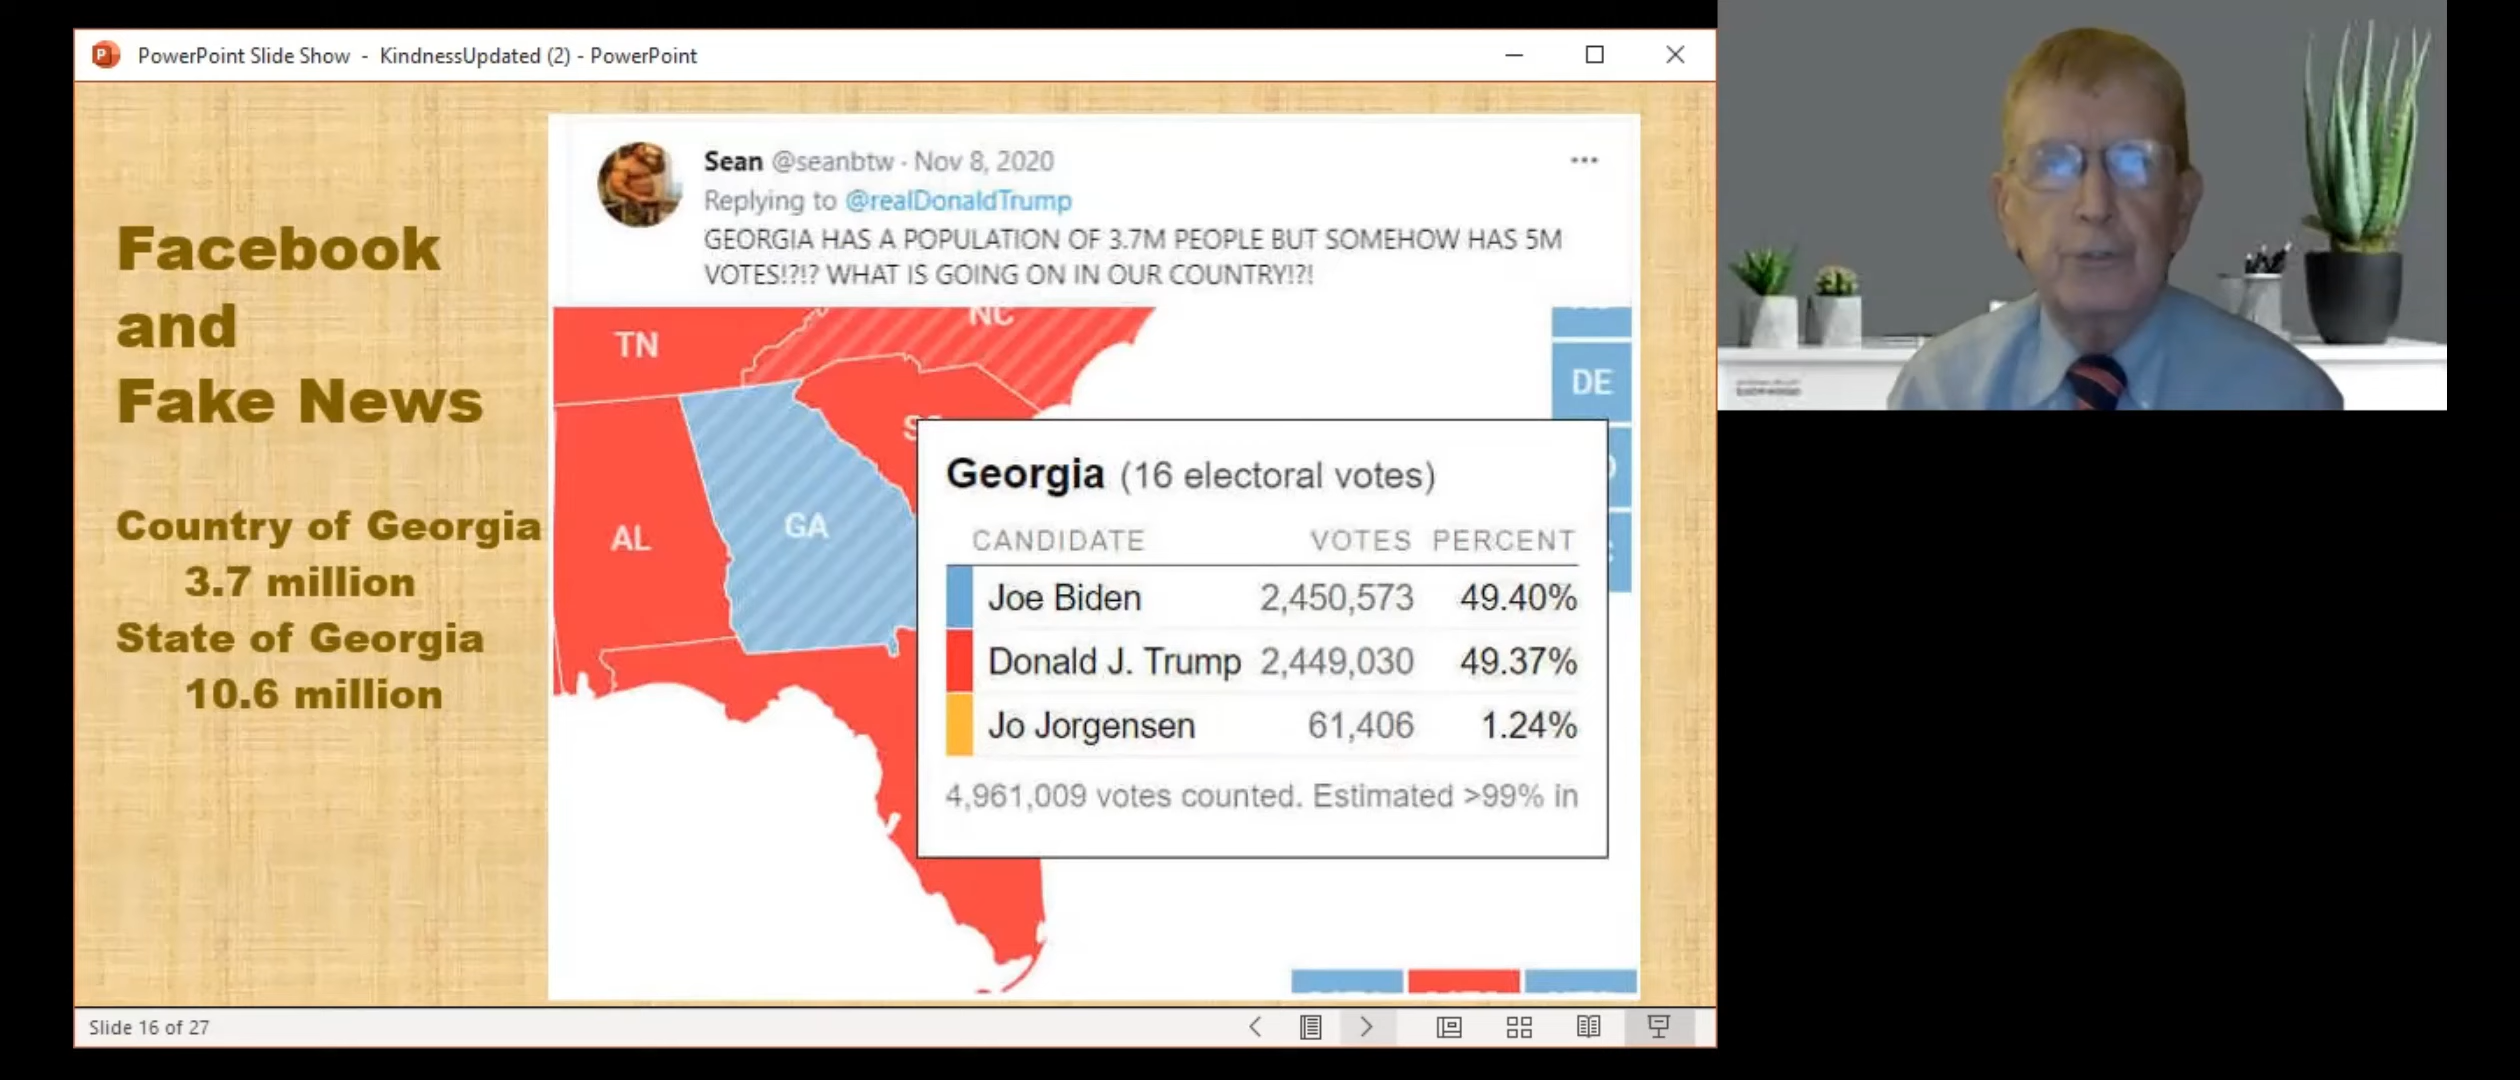 PowerPoint Slide Show - KindnessUpdated (2) - PowerPoint
Facebook
and
Fake News
Country of Georgia
3.7 million
State of Georgia
10.6 million
Sean @seanbtw · Nov 8, 2020
Replying to @realDonaldTrump
GEORGIA HAS A POPULATION OF 3.7M PEOPLE BUT SOMEHOW HAS 5M
VOTES!?!? WHAT IS GOING ON IN OUR COUNTRY!?!
NC
TN
DE
AL
GA
Georgia (16 electoral votes)
CANDIDATE VOTES PERCENT
Joe Biden 2,450,573 49.40%
Donald J. Trump 2,449,030 49.37%
Jo Jorgensen 61,406 1.24%
4,961,009 votes counted. Estimated >99% in
Slide 16 of 27